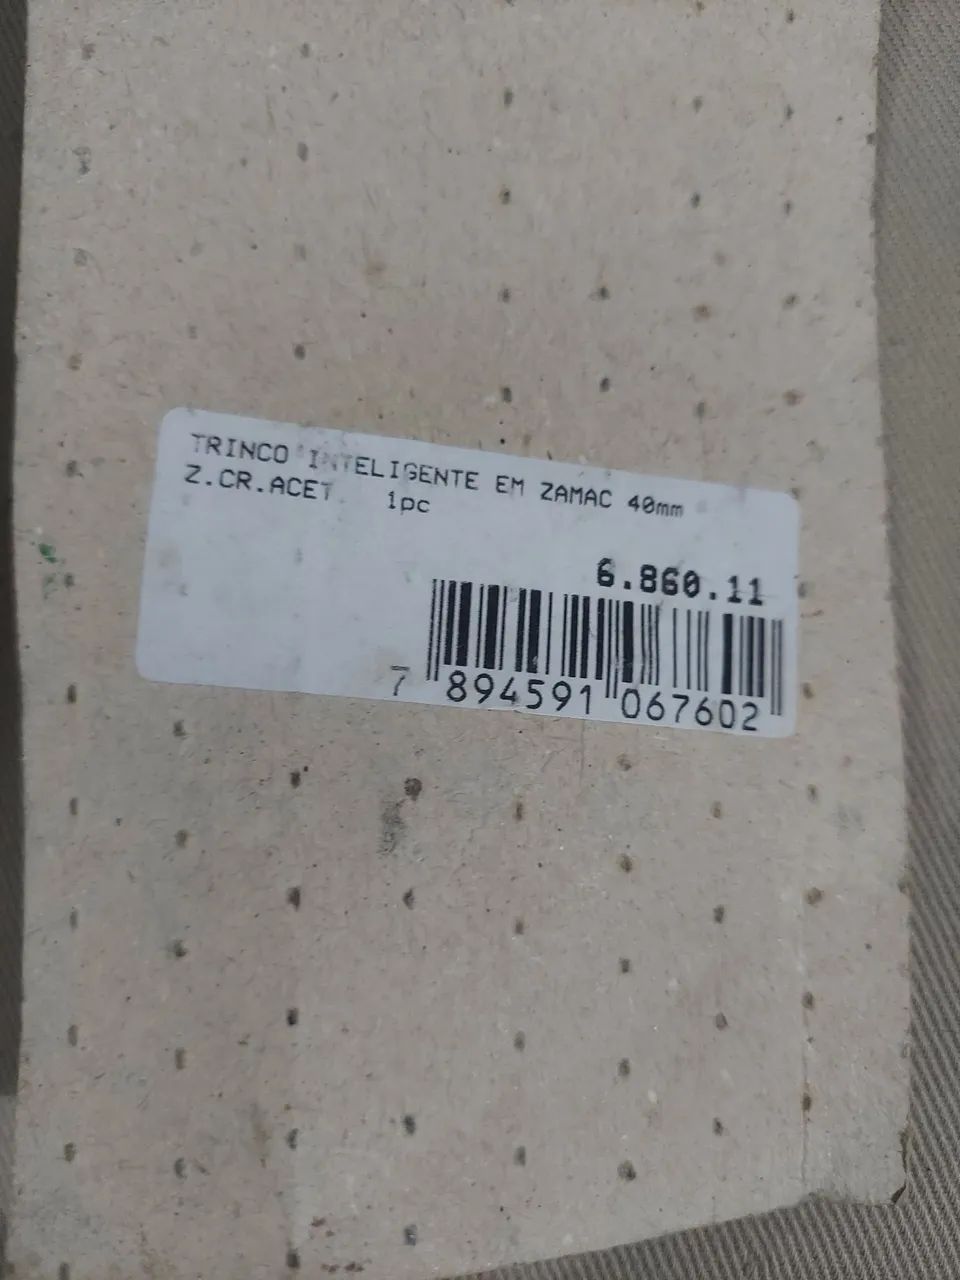 TRINCO INTELIGENTE EM ZAMAC 40mm
Z.CR.ACET 1pc
6.860.11
7 894591 067602